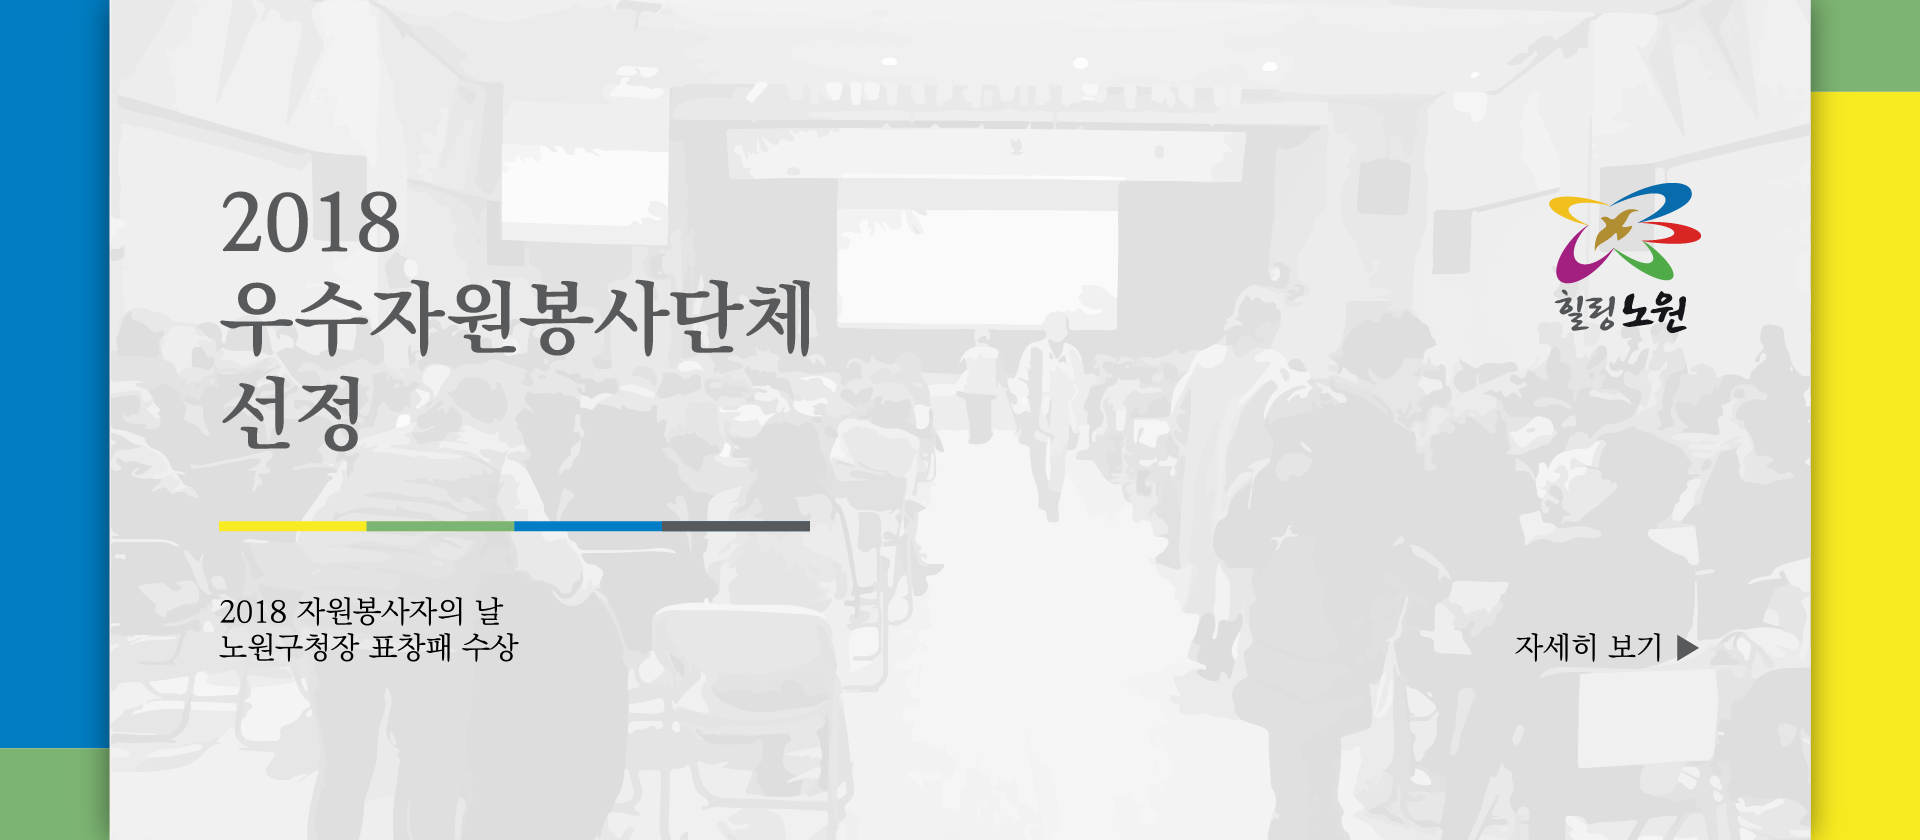 2018
우수자원봉사단체
선정
힐링 노원
2018 자원봉사자의 날
노원구청장 표창패 수상
자세히 보기 ▶